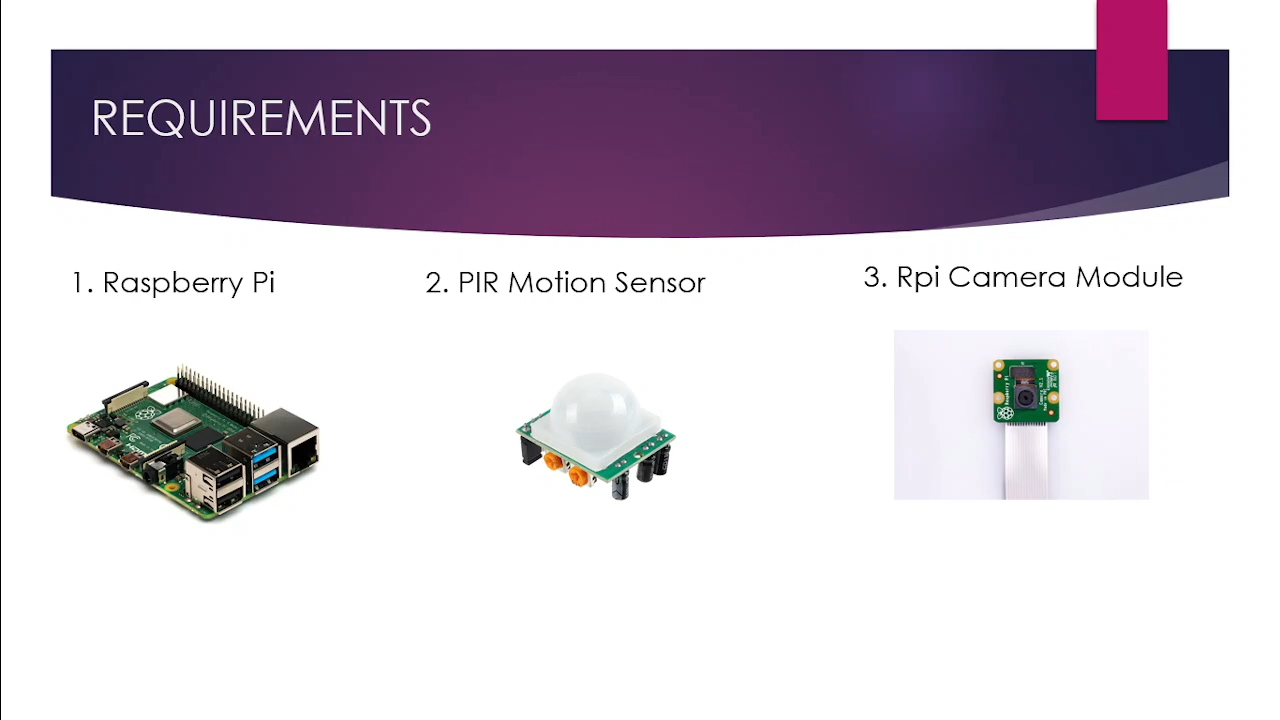 REQUIREMENTS
1. Raspberry Pi
2. PIR Motion Sensor
3. Rpi Camera Module